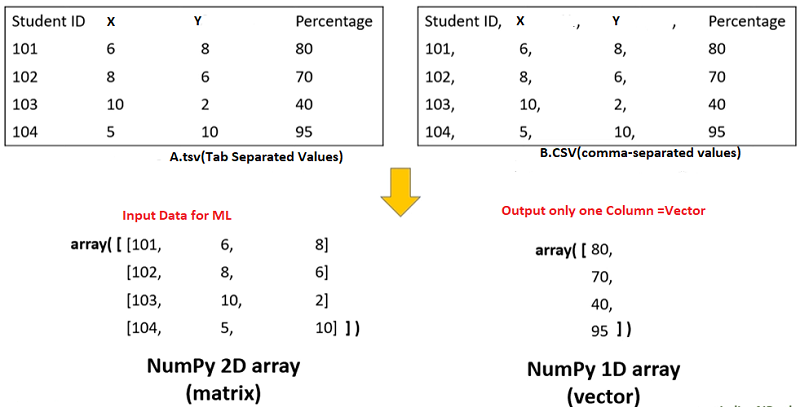 Student ID X Y Percentage
101 6 8 80
102 8 6 70
103 10 2 40
104 5 10 95
A.tsv(Tab Separated Values)
Student ID, X , Y , Percentage
101, 6, 8, 80
102, 8, 6, 70
103, 10, 2, 40
104, 5, 10, 95
B.CSV(comma-separated values)
Input Data for ML
array( [ [101, 6, 8]
[102, 8, 6]
[103, 10, 2]
[104, 5, 10] ] )
NumPy 2D array
(matrix)
Output only one Column =Vector
array( [ 80,
70,
40,
95 ] )
NumPy 1D array
(vector)